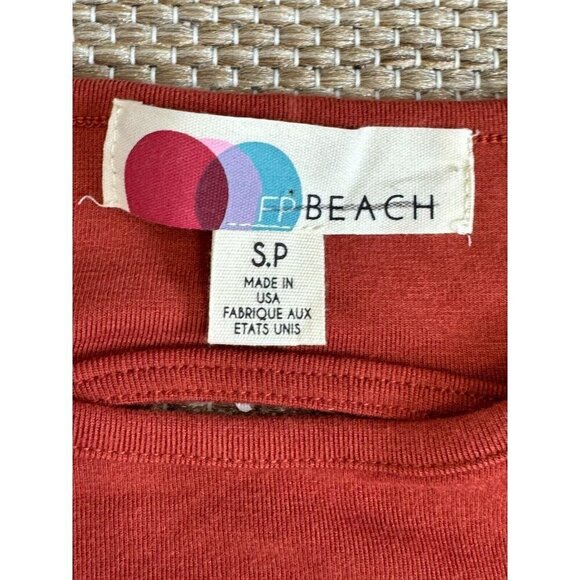 FP BEACH
S.P
MADE IN
USA
FABRIQUE AUX
ETATS UNIS